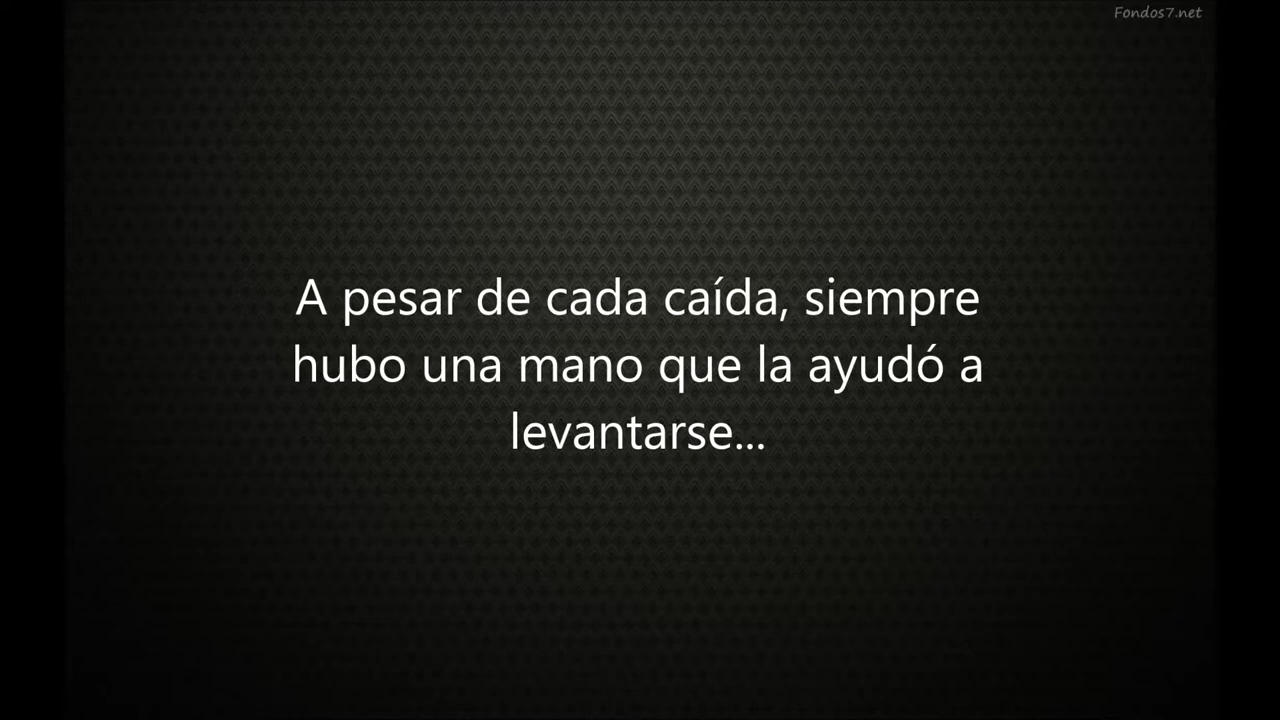 Fondos7.net
A pesar de cada caída, siempre
hubo una mano que la ayudó a
levantarse...